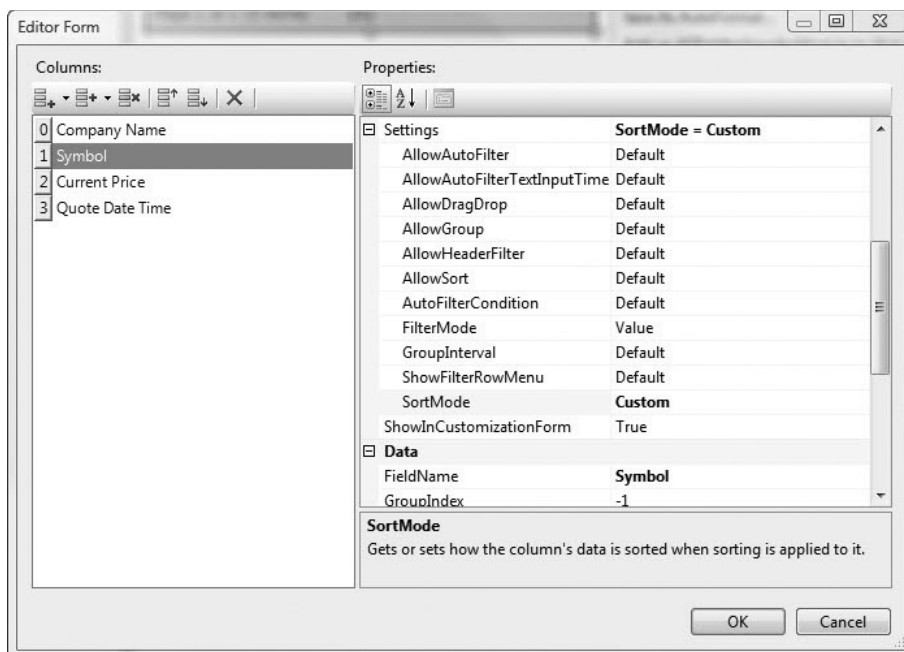 Editor Form
Columns:
0 Company Name
1 Symbol
2 Current Price
3 Quote Date Time
Properties:
Settings SortMode = Custom
AllowAutoFilter Default
AllowAutoFilterTextInputTime Default
AllowDragDrop Default
AllowGroup Default
AllowHeaderFilter Default
AllowSort Default
AutoFilterCondition Default
FilterMode Value
GroupInterval Default
ShowFilterRowMenu Default
SortMode Custom
ShowInCustomizationForm True
Data
FieldName Symbol
GroupIndex -1
SortMode
Gets or sets how the column's data is sorted when sorting is applied to it.
OK Cancel